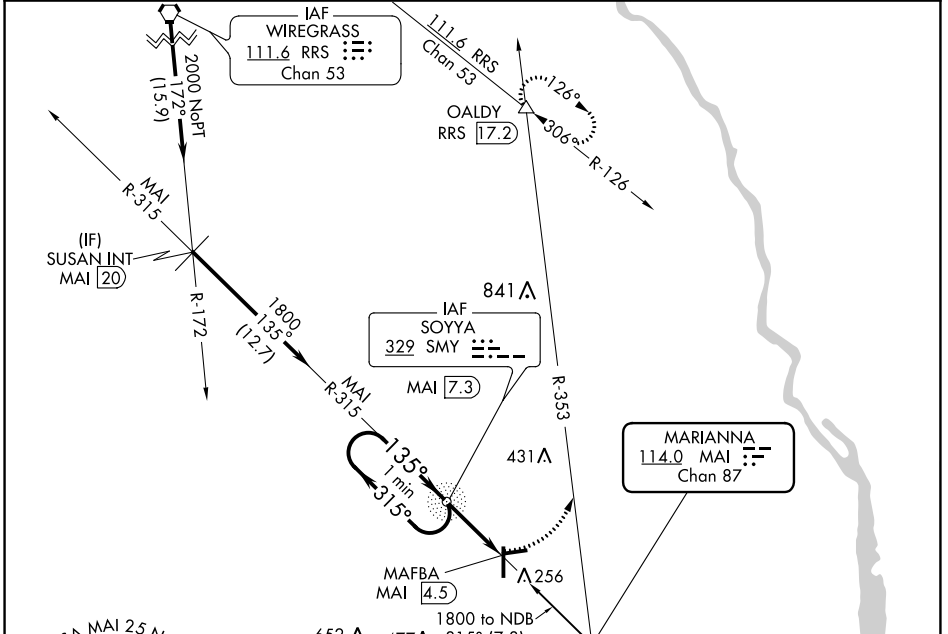 IAF
WIREGRASS
111.6 RRS
Chan 53
111.6 RRS
Chan 53
2000 NoPT
172°
(15.9)
OALDY
RRS 17.2
126°
306°
R-126
MAI
R-315
(IF)
SUSAN INT
MAI 20
R-172
1800
135°
(12.7)
841
IAF
SOYYA
329 SMY
MAI 7.3
MAI
R-315
R-353
135°
1 min
315°
431
MARIANNA
114.0 MAI
Chan 87
MAFBA
MAI 4.5
256
1800 to NDB
MAI 25